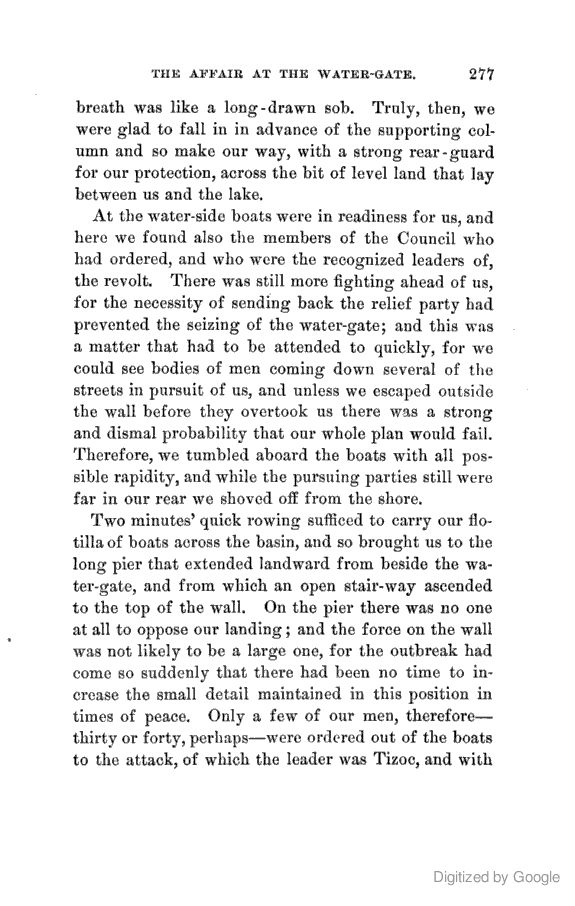 THE AFFAIR AT THE WATER-GATE. 277
breath was like a long-drawn sob. Truly, then, we
were glad to fall in in advance of the supporting col-
umn and so make our way, with a strong rear-guard
for our protection, across the bit of level land that lay
between us and the lake.
At the water-side boats were in readiness for us, and
here we found also the members of the Council who
had ordered, and who were the recognized leaders of,
the revolt. There was still more fighting ahead of us,
for the necessity of sending back the relief party had
prevented the seizing of the water-gate; and this was
a matter that had to be attended to quickly, for we
could see bodies of men coming down several of the
streets in pursuit of us, and unless we escaped outside
the wall before they overtook us there was a strong
and dismal probability that our whole plan would fail.
Therefore, we tumbled aboard the boats with all pos-
sible rapidity, and while the pursuing parties still were
far in our rear we shoved off from the shore.
Two minutes' quick rowing sufficed to carry our flo-
tilla of boats across the basin, and so brought us to the
long pier that extended landward from beside the wa-
ter-gate, and from which an open stair-way ascended
to the top of the wall. On the pier there was no one
at all to oppose our landing; and the force on the wall
was not likely to be a large one, for the outbreak had
come so suddenly that there had been no time to in-
crease the small detail maintained in this position in
times of peace. Only a few of our men, therefore—
thirty or forty, perhaps—were ordered out of the boats
to the attack, of which the leader was Tizoc, and with
Digitized by Google